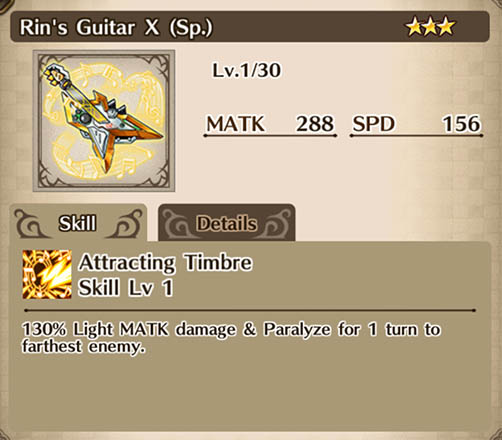 Rin's Guitar X (Sp.)
Lv.1/30
MATK 288 SPD 156
Skill Details
Attracting Timbre
Skill Lv 1
130% Light MATK damage & Paralyze for 1 turn to
farthest enemy.